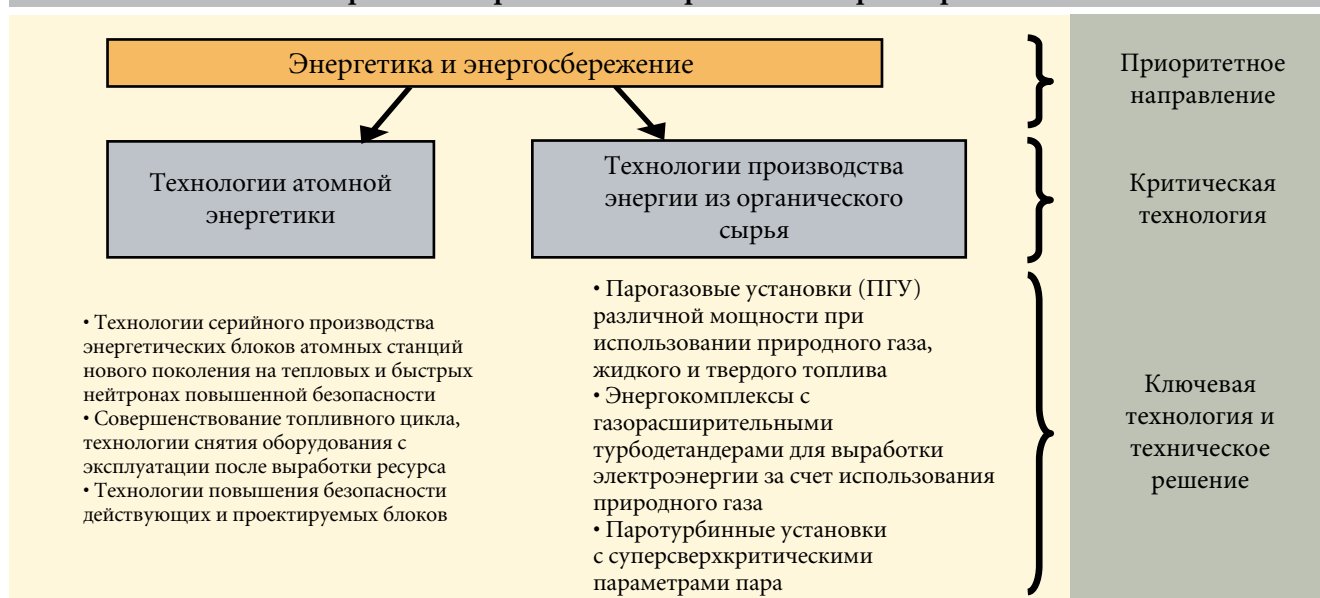 Энергетика и энергосбережение
Приоритетное
направление
Технологии атомной
энергетики
Технологии производства
энергии из органического
сырья
Критическая
технология
• Технологии серийного производства
энергетических блоков атомных станций
нового поколения на тепловых и быстрых
нейтронах повышенной безопасности
• Совершенствование топливного цикла,
технологии снятия оборудования с
эксплуатации после выработки ресурса
• Технологии повышения безопасности
действующих и проектируемых блоков
• Парогазовые установки (ПГУ)
различной мощности при
использовании природного газа,
жидкого и твердого топлива
• Энергокомплексы с
газорасширительными
турбодетандерами для выработки
электроэнергии за счет использования
природного газа
• Паротурбинные установки
с суперсверхкритическими
параметрами пара
Ключевая
технология и
техническое
решение